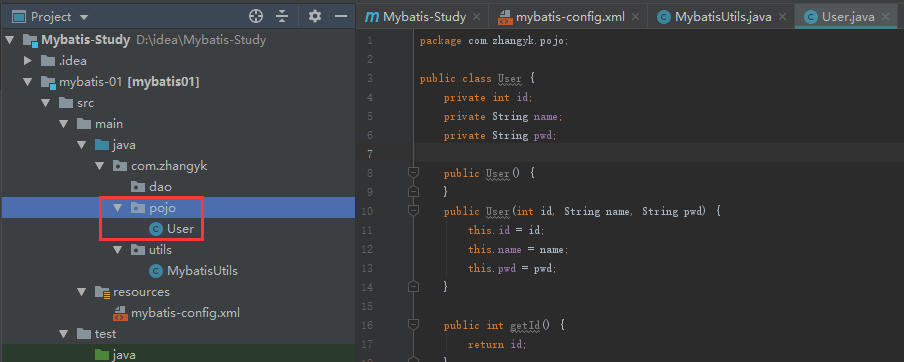 Project
Mybatis-Study D:\idea\Mybatis-Study
.idea
mybatis-01 [mybatis01]
src
main
java
com.zhangyk
dao
pojo
User
utils
MybatisUtils
resources
mybatis-config.xml
test
java
m Mybatis-Study
mybatis-config.xml
MybatisUtils.java
User.java
1 package com.zhangyk.pojo;
2
3 public class User {
4 private int id;
5 private String name;
6 private String pwd;
7
8 public User() {
9 }
10 public User(int id, String name, String pwd) {
11 this.id = id;
12 this.name = name;
13 this.pwd = pwd;
14 }
15
16 public int getId() {
17 return id;